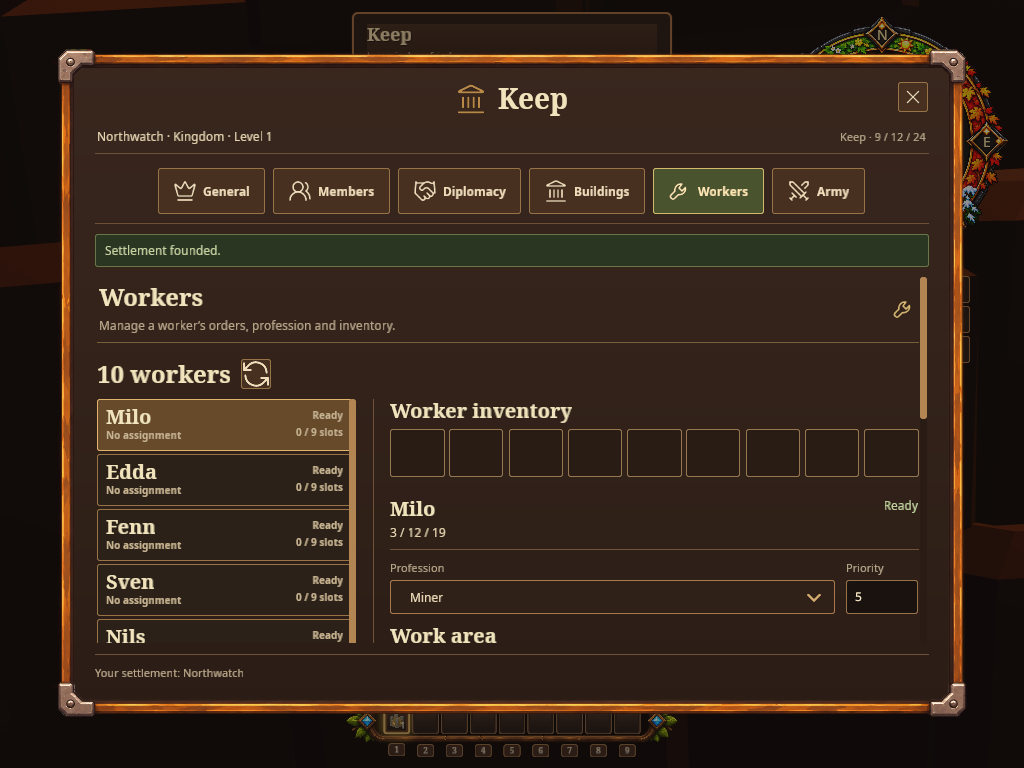 Keep
N
Keep
E
Northwatch · Kingdom · Level 1
Keep · 9 / 12 / 24
General
Members
Diplomacy
Buildings
Workers
Army
Settlement founded.
Workers
Manage a worker's orders, profession and inventory.
10 workers
Milo
Ready
No assignment
0 / 9 slots
Edda
Ready
No assignment
0 / 9 slots
Fenn
Ready
No assignment
0 / 9 slots
Sven
Ready
No assignment
0 / 9 slots
Nils
Ready
Worker inventory
Milo
Ready
3 / 12 / 19
Profession
Priority
Miner
5
Work area
Your settlement: Northwatch
1 2 3 4 5 6 7 8 9